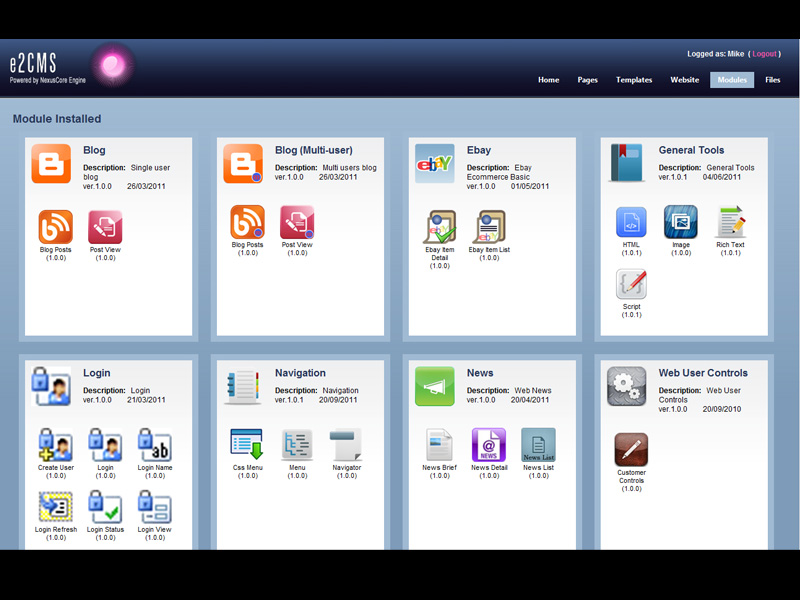 e2CMS
Powered by NexusCore Engine
Logged as: Mike ( Logout )
Home Pages Templates Website Modules Files
Module Installed
Blog
Description: Single user
blog
ver.1.0.0 26/03/2011
Blog Posts
(1.0.0)
Post View
(1.0.0)
Blog (Multi-user)
Description: Multi users blog
ver.1.0.0 26/03/2011
Blog Posts
(1.0.0)
Post View
(1.0.0)
ebY
Ebay
Description: Ebay
Ecommerce Basic
ver.1.0.0 01/05/2011
Ebay Item
Detail
(1.0.0)
Ebay Item List
(1.0.0)
General Tools
Description: General Tools
ver.1.0.1 04/06/2011
HTML
(1.0.1)
Image
(1.0.0)
Rich Text
(1.0.1)
Script
(1.0.1)
Login
Description: Login
ver.1.0.0 21/03/2011
Create User
(1.0.0)
Login
(1.0.0)
ab
Login Name
(1.0.0)
Login Refresh
(1.0.0)
Login Status
(1.0.0)
Login View
(1.0.0)
Navigation
Description: Navigation
ver.1.0.1 20/09/2011
Css Menu
(1.0.0)
Menu
(1.0.0)
Navigator
(1.0.0)
News
Description: Web News
ver.1.0.0 20/04/2011
News Brief
(1.0.0)
@
NEWS
News Detail
(1.0.0)
News List
News List
(1.0.0)
Web User Controls
Description: Web User
Controls
ver.1.0.0 20/09/2010
Customer
Controls
(1.0.0)